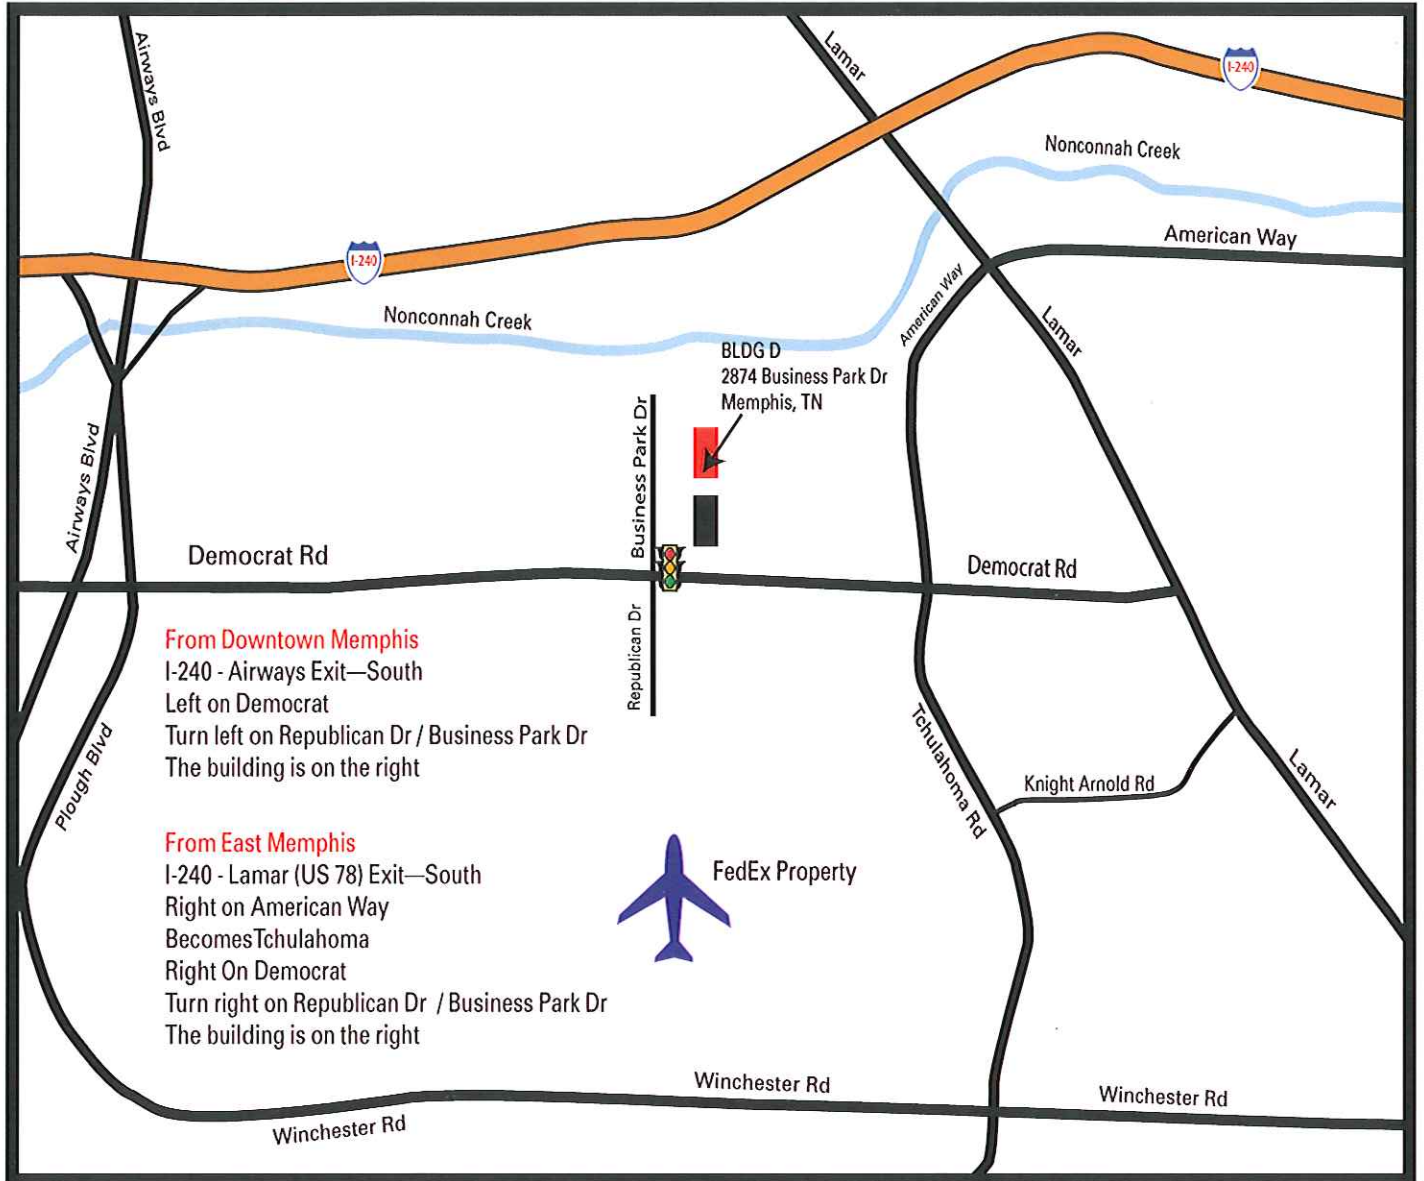 Airways Blvd
Lamar
I-240
Nonconnah Creek
American Way
I-240
American Way
Nonconnah Creek
Lamar
BLDG D
2874 Business Park Dr
Memphis, TN
Business Park Dr
Airways Blvd
Democrat Rd
Democrat Rd
Republican Dr
From Downtown Memphis
I-240 - Airways Exit—South
Left on Democrat
Turn left on Republican Dr / Business Park Dr
The building is on the right
Plough Blvd
Tchulahoma Rd
Knight Arnold Rd
Lamar
From East Memphis
I-240 - Lamar (US 78) Exit—South
Right on American Way
BecomesTchulahoma
Right On Democrat
Turn right on Republican Dr / Business Park Dr
The building is on the right
FedEx Property
Winchester Rd
Winchester Rd
Winchester Rd